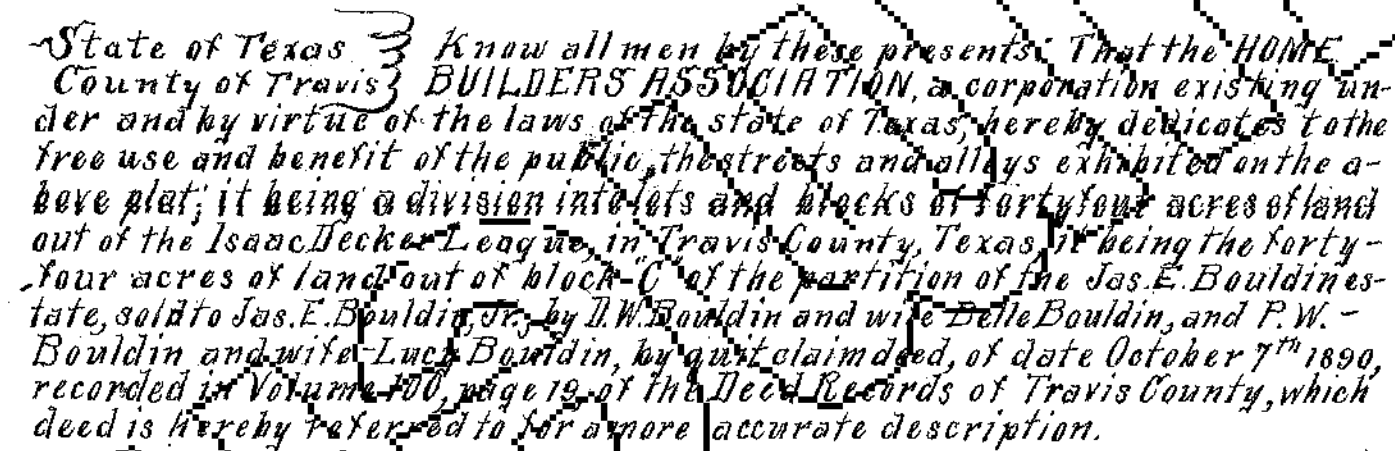 State of Texas } Know all men by these presents: That the HOME
County of Travis } BUILDERS ASSOCIATION, a corporation existing un-
der and by virtue of the laws of the state of Texas, hereby dedicates to the
free use and benefit of the public, the streets and alleys exhibited on the a-
bove plat; it being a division into lots and blocks of forty four acres of land
out of the Isaac Decker League, in Travis County, Texas, it being the forty-
four acres of land out of block "C" of the partition of the Jas. E. Bouldin es-
tate, sold to Jas. E. Bouldin, Jr., by D. W. Bouldin and wife Belle Bouldin, and P. W. -
Bouldin and wife Lucy Bouldin, by quit claim deed, of date October 7th 1890,
recorded in Volume 100, page 19, of the Deed Records of Travis County, which
deed is hereby referred to for a more accurate description.